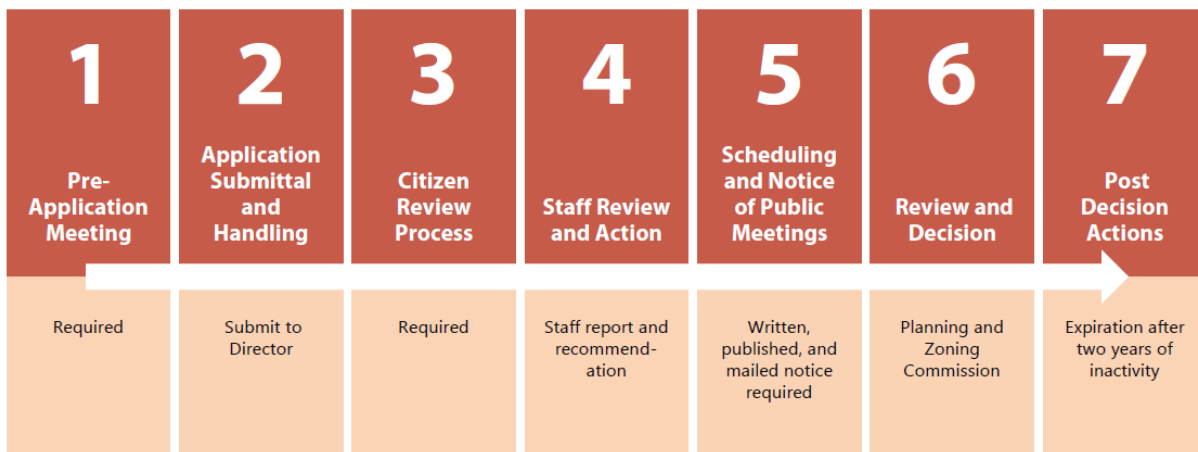 1
Pre-
Application
Meeting
Required
2
Application
Submittal
and
Handling
Submit to
Director
3
Citizen
Review
Process
Required
4
Staff Review
and Action
Staff report and
recommend-
ation
5
Scheduling
and Notice
of Public
Meetings
Written,
published, and
mailed notice
required
6
Review and
Decision
Planning and
Zoning
Commission
7
Post
Decision
Actions
Expiration after
two years of
inactivity